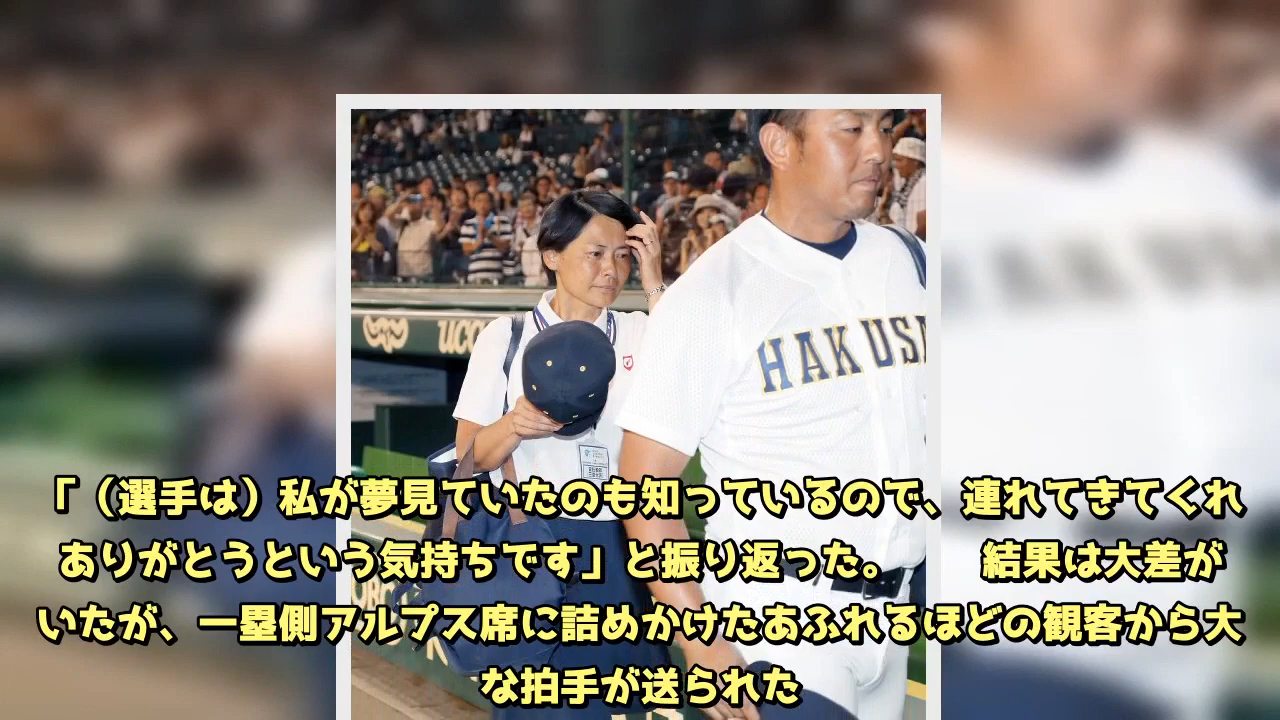 UCC
HAKUSA
「（選手は）私が夢見ていたのも知っているので、連れてきてくれ
ありがとうという気持ちです」と振り返った。　　結果は大差が
いたが、一塁側アルプス席に詰めかけたあふれるほどの観客から大
な拍手が送られた